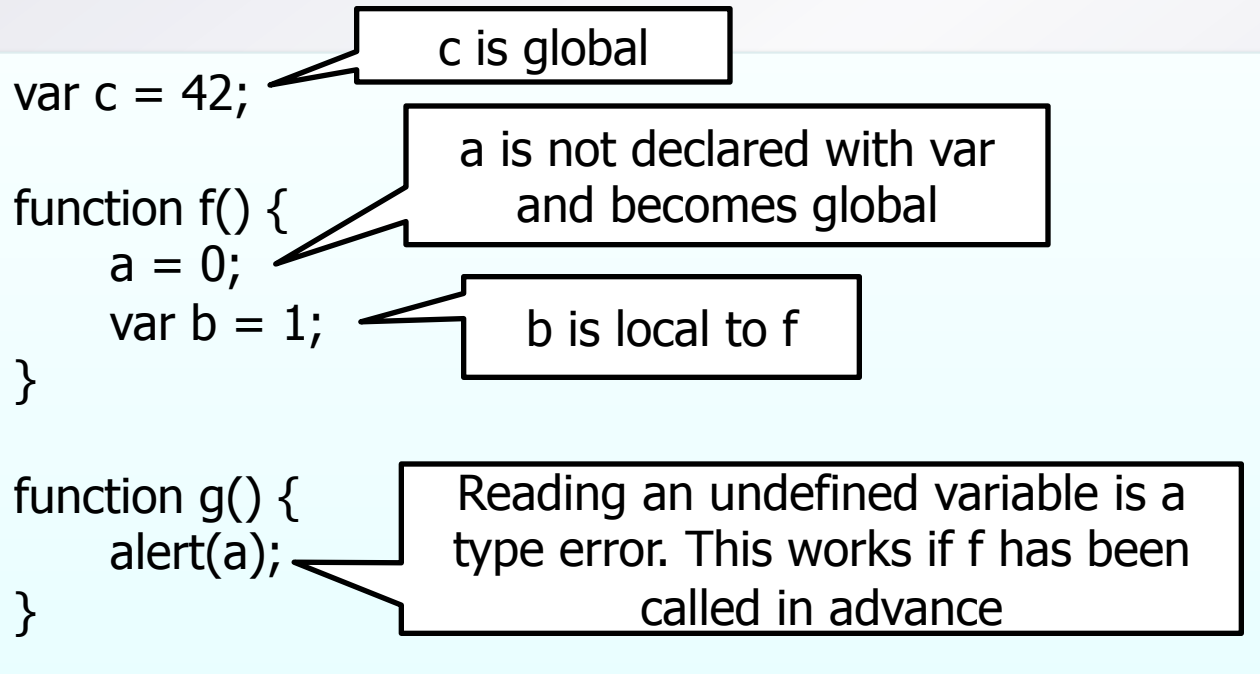 c is global
var c = 42;
a is not declared with var
and becomes global
function f() {
a = 0;
var b = 1;
b is local to f
}
function g() {
alert(a);
}
Reading an undefined variable is a
type error. This works if f has been
called in advance